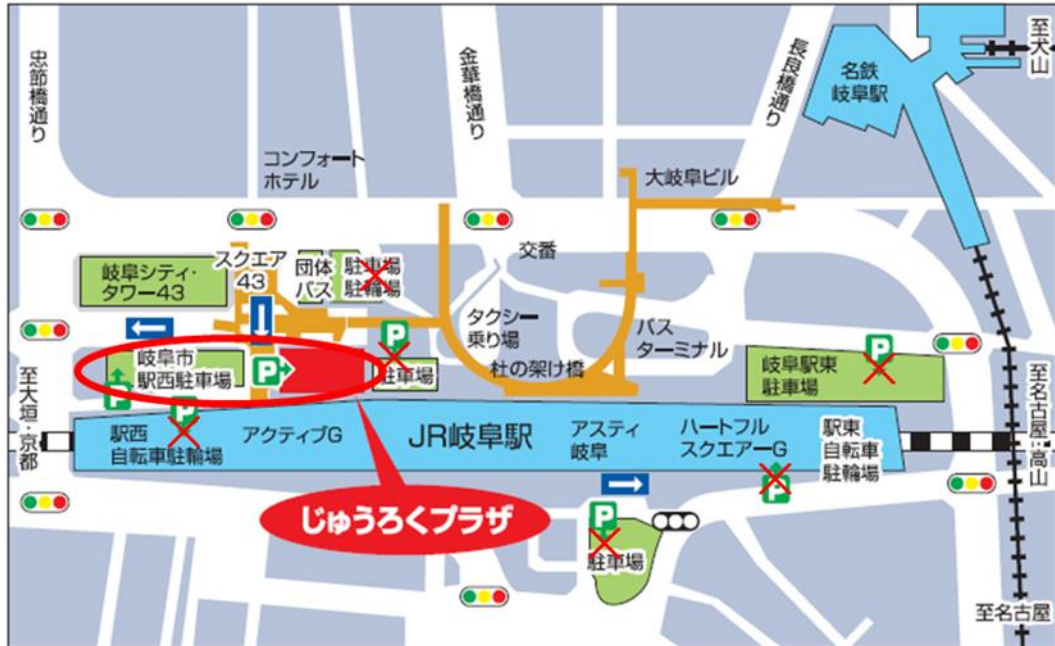 忠節橋通り
金華橋通り
長良橋通り
名鉄
岐阜駅
至犬山
コンフォート
ホテル
大岐阜ビル
交番
岐阜シティ・
タワー43
スクエア
43
団体
バス
駐車場
駐輪場
タクシー
乗り場
バス
ターミナル
杜の架け橋
岐阜市
駅西駐車場
P
P
P
駐車場
P
岐阜駅東
駐車場
至大垣・京都
P
駅西
自転車駐輪場
アクティブG
JR岐阜駅
アスティ
岐阜
ハートフル
スクエアーG
駅東
自転車
駐輪場
至名古屋・高山
P
じゅうろくプラザ
P
駐車場
至名古屋